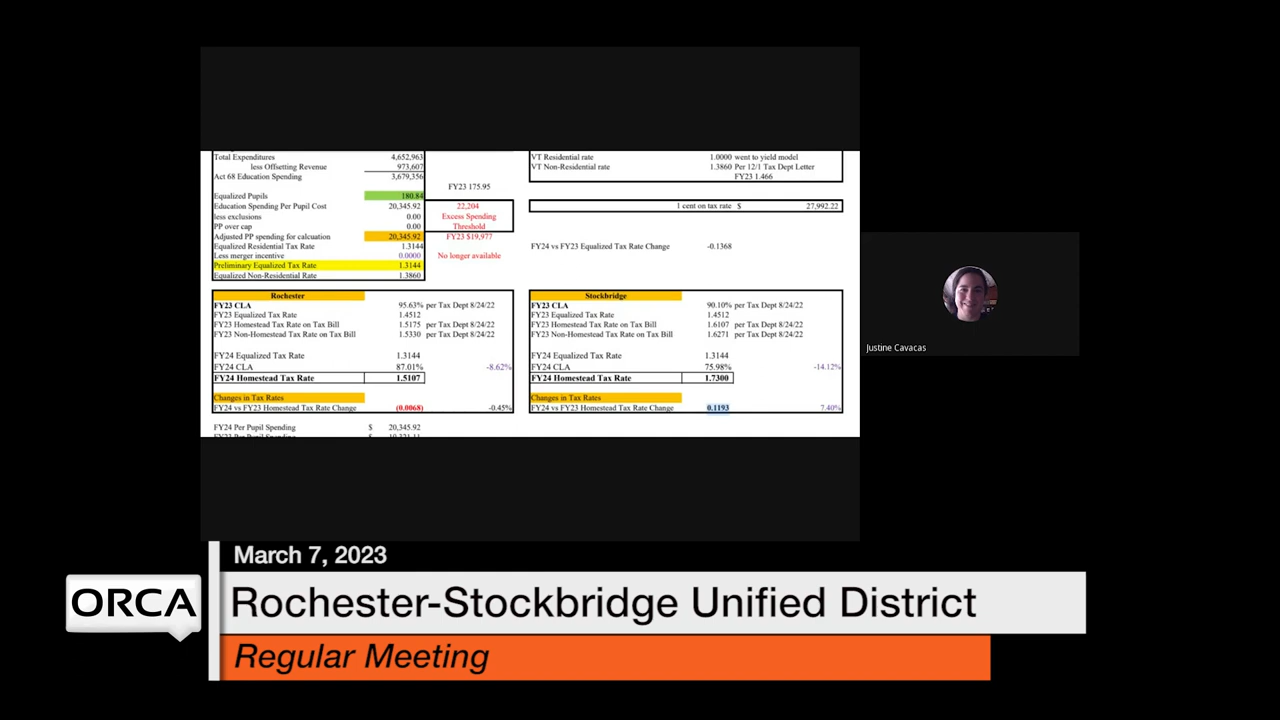 Total Expenditures 4,652,963
less Offsetting Revenue 973,607
Act 68 Education Spending 3,679,356
FY23 175.95
Equalized Pupils 180.84
Education Spending Per Pupil Cost 20,345.92 22,204
less exclusions 0.00 Excess Spending
PP over cap 0.00 Threshold
Adjusted PP spending for calcuation 20,345.92 FY23 $19,977
Equalized Residential Tax Rate 1.3144
Less merger incentive 0.0000 No longer available
Preliminary Equalized Tax Rate 1.3144
Equalized Non-Residential Rate 1.3860
VT Residential rate 1.0000 went to yield model
VT Non-Residential rate 1.3860 Per 12/1 Tax Dept Letter
FY23 1.466
1 cent on tax rate $ 27,992.22
FY24 vs FY23 Equalized Tax Rate Change -0.1368
Rochester
FY23 CLA 95.63% per Tax Dept 8/24/22
FY23 Equalized Tax Rate 1.4512
FY23 Homestead Tax Rate on Tax Bill 1.5175 per Tax Dept 8/24/22
FY23 Non-Homestead Tax Rate on Tax Bill 1.5330 per Tax Dept 8/24/22
FY24 Equalized Tax Rate 1.3144
FY24 CLA 87.01% -8.62%
FY24 Homestead Tax Rate 1.5107
Changes in Tax Rates
FY24 vs FY23 Homestead Tax Rate Change (0.0068) -0.45%
Stockbridge
FY23 CLA 90.10% per Tax Dept 8/24/22
FY23 Equalized Tax Rate 1.4512
FY23 Homestead Tax Rate on Tax Bill 1.6107 per Tax Dept 8/24/22
FY23 Non-Homestead Tax Rate on Tax Bill 1.6271 per Tax Dept 8/24/22
FY24 Equalized Tax Rate 1.3144
FY24 CLA 75.98% -14.12%
FY24 Homestead Tax Rate 1.7300
Changes in Tax Rates
FY24 vs FY23 Homestead Tax Rate Change 0.1193 7.40%
FY24 Per Pupil Spending $ 20,345.92
Justine Cavacas
March 7, 2023
ORCA
Rochester-Stockbridge Unified District
Regular Meeting